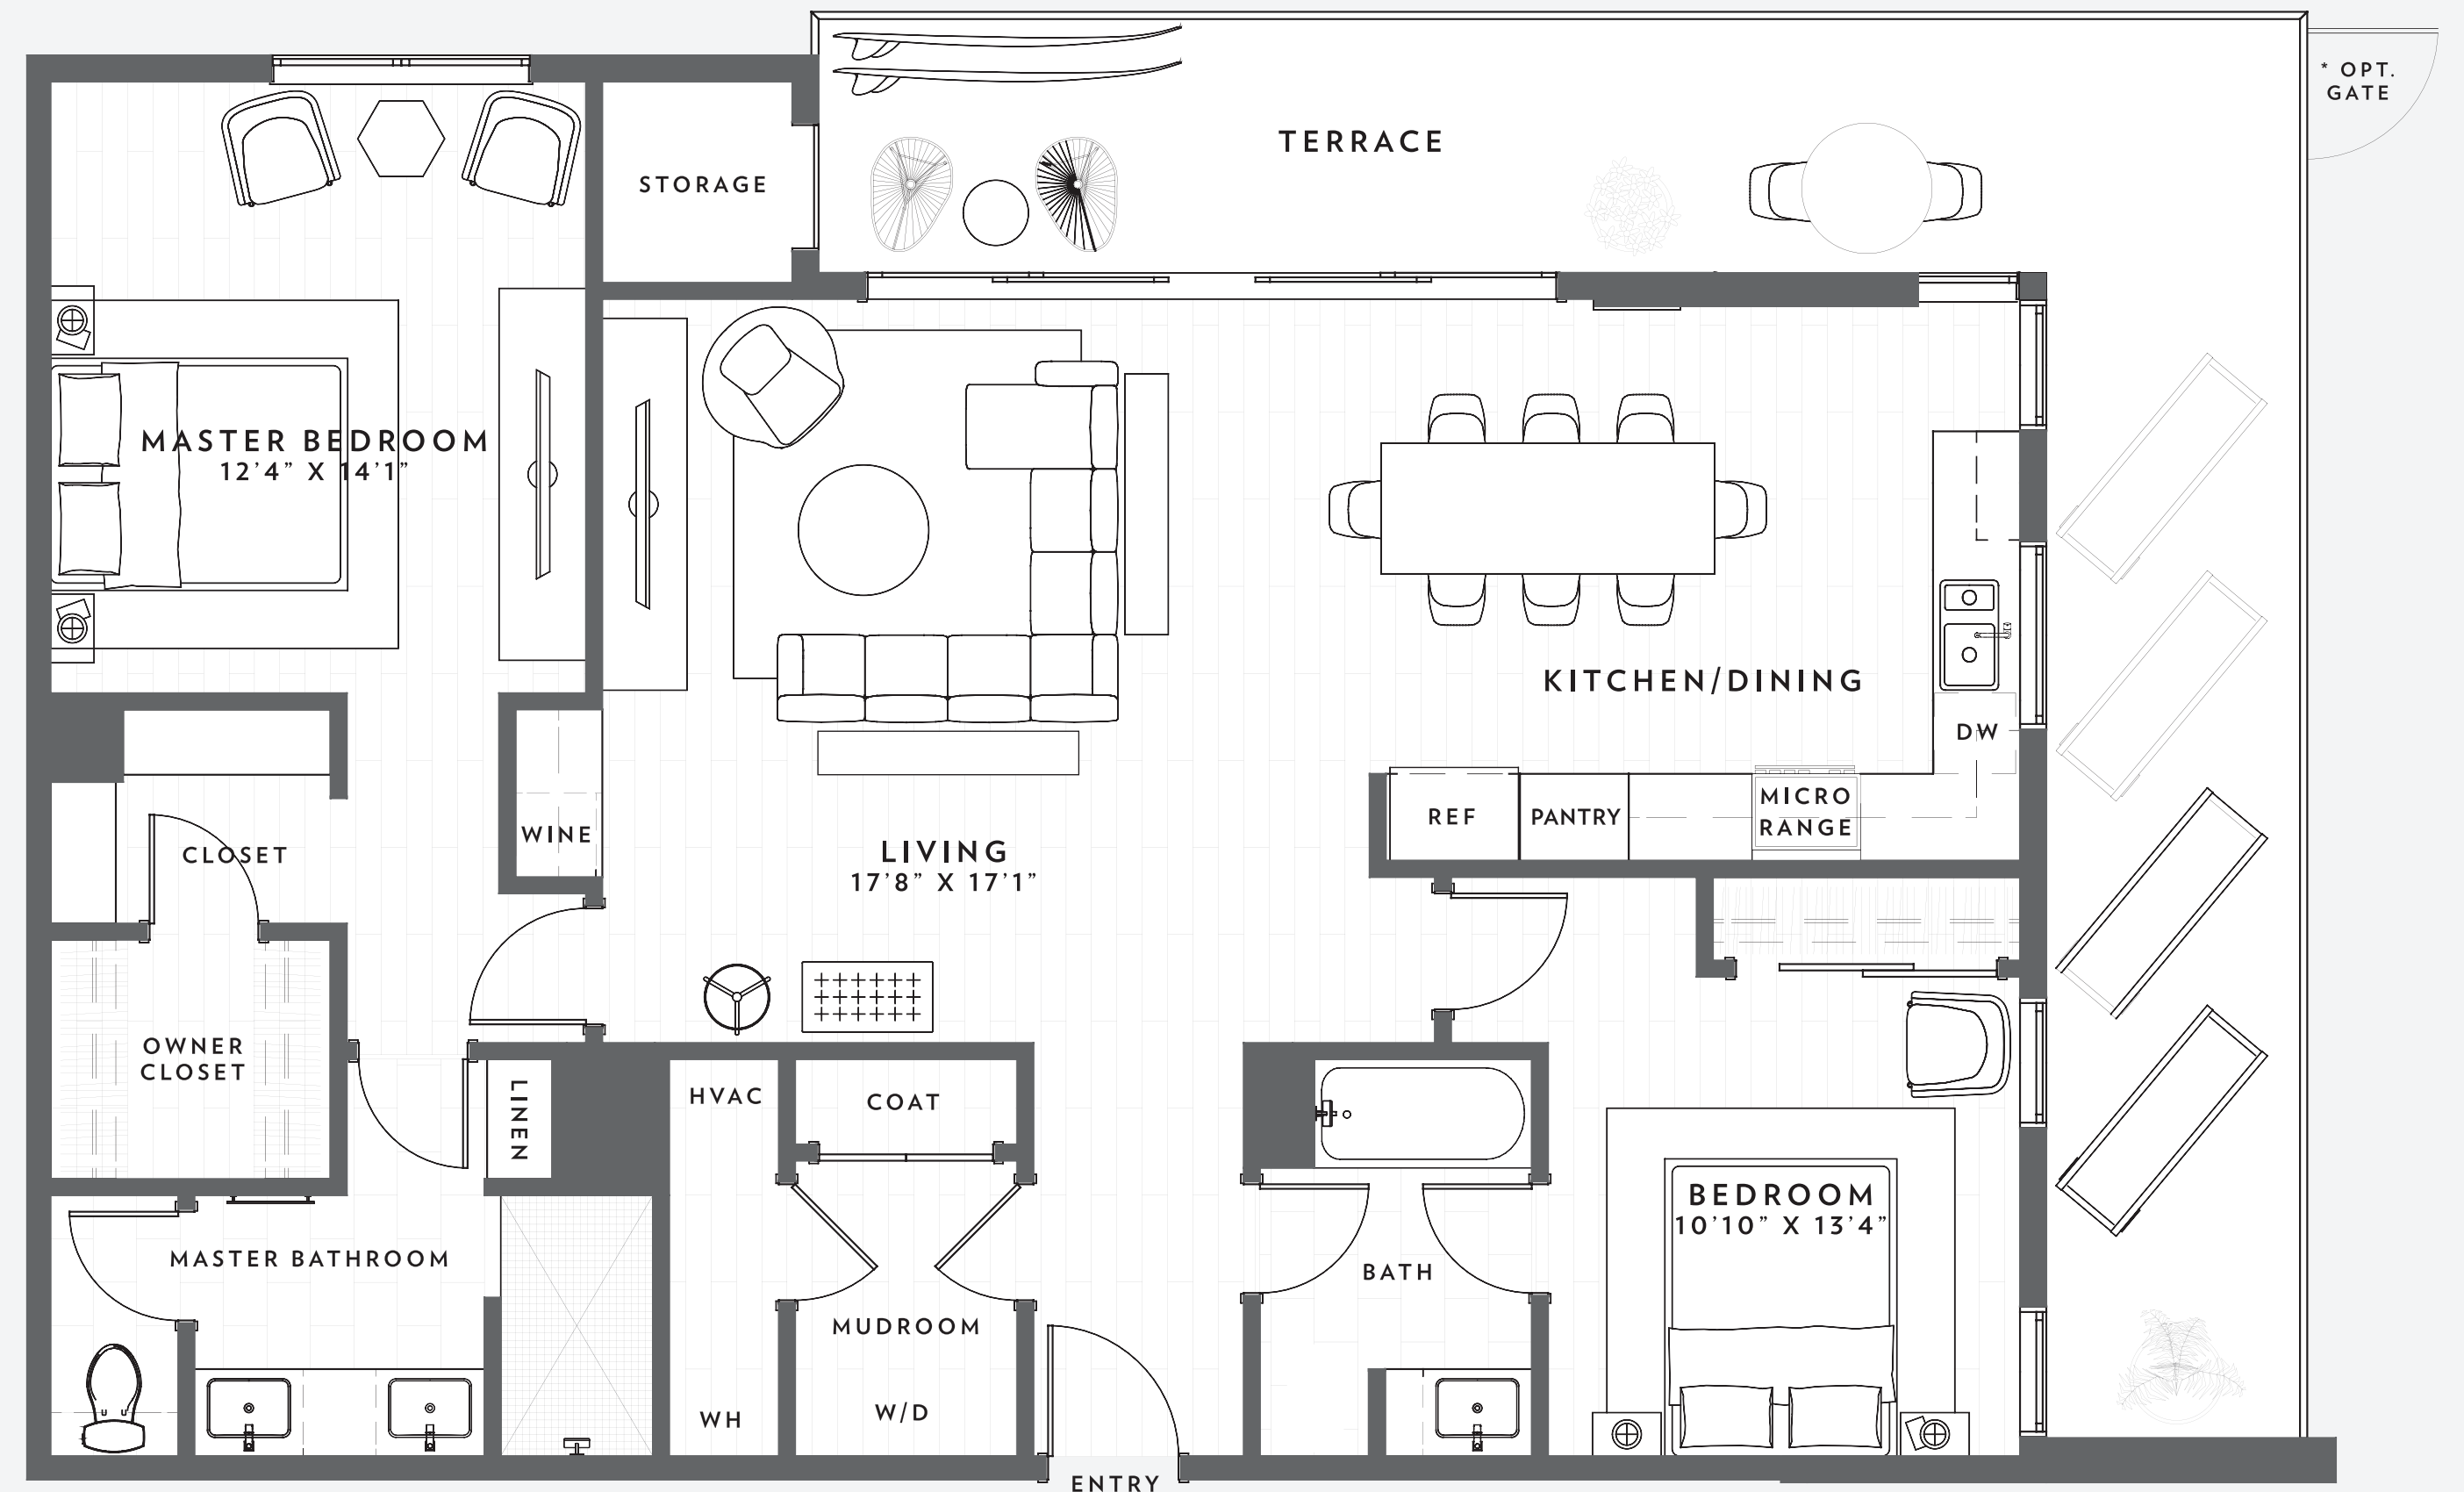 * OPT.
GATE
TERRACE
STORAGE
MASTER BEDROOM
12’4” X 14’1”
KITCHEN/DINING
DW
MICRO
RANGE
REF
PANTRY
WINE
LIVING
17’8” X 17’1”
CLOSET
OWNER
CLOSET
LINEN
HVAC
COAT
BEDROOM
10’10” X 13’4”
MASTER BATHROOM
BATH
MUDROOM
WH
W/D
ENTRY